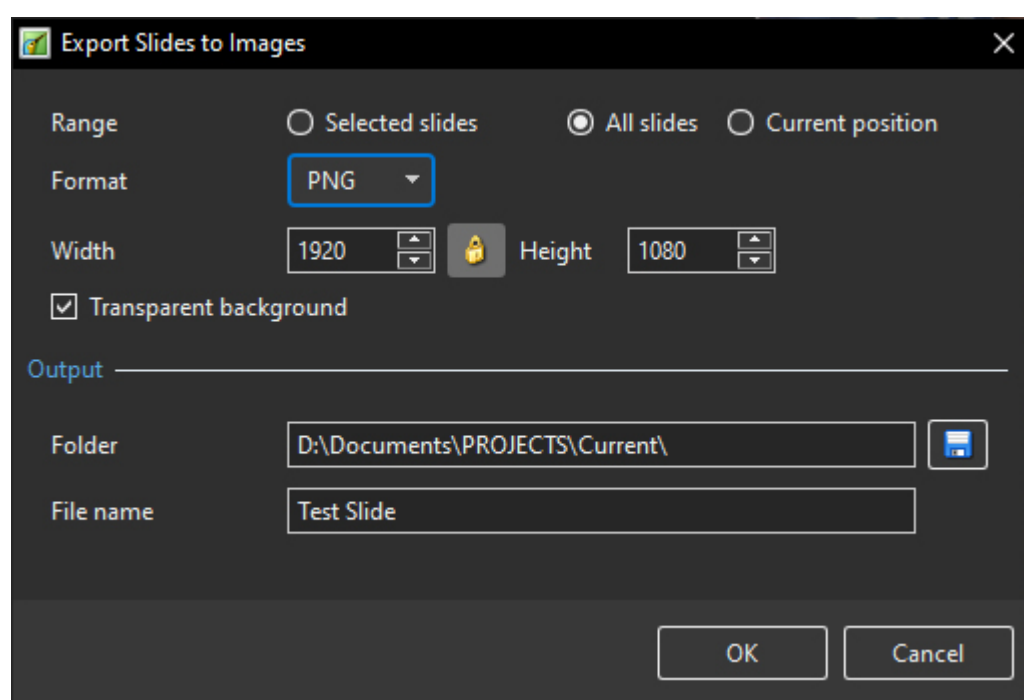 Export Slides to Images
Range Selected slides All slides Current position
Format PNG
Width 1920 Height 1080
Transparent background
Output
Folder D:\Documents\PROJECTS\Current\
File name Test Slide
OK Cancel